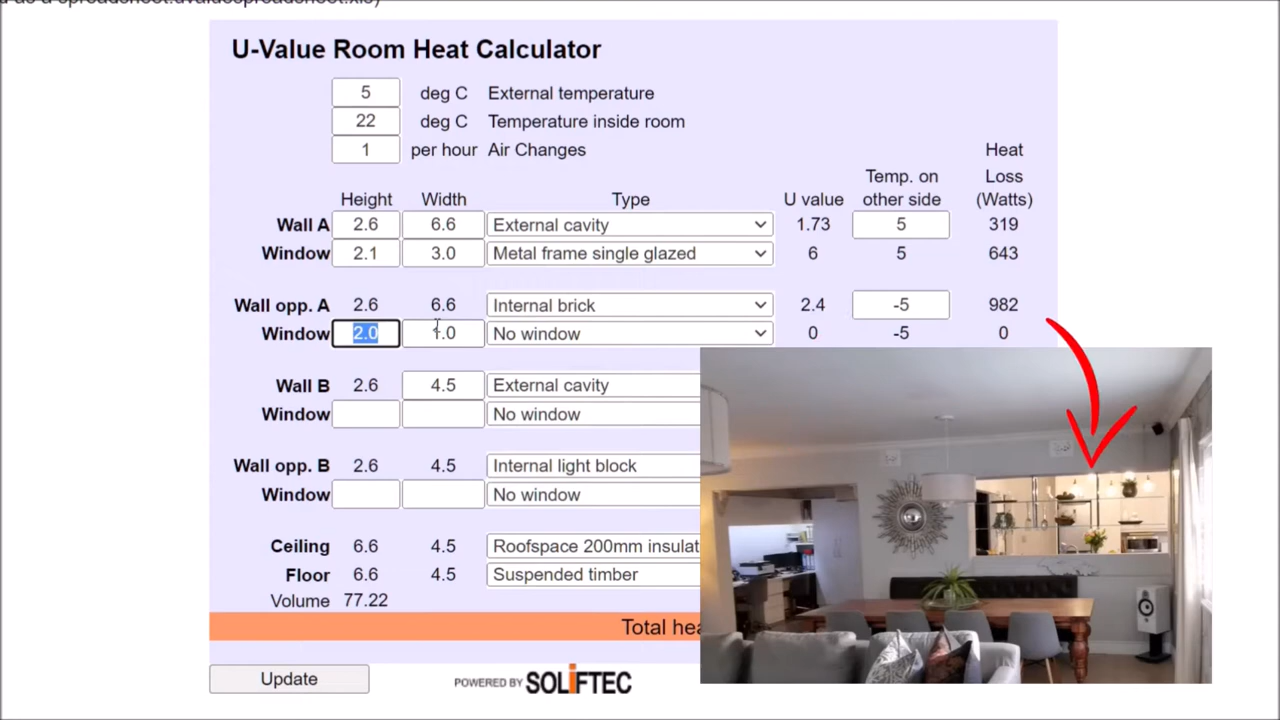 U-Value Room Heat Calculator
5 deg C External temperature
22 deg C Temperature inside room
1 per hour Air Changes
Heat
Loss
(Watts)
Temp. on
other side
Height Width Type U value
Wall A 2.6 6.6 External cavity 1.73 5 319
Window 2.1 3.0 Metal frame single glazed 6 5 643
Wall opp. A 2.6 6.6 Internal brick 2.4 -5 982
Window 2.0 1.0 No window 0 -5 0
Wall B 2.6 4.5 External cavity
Window No window
Wall opp. B 2.6 4.5 Internal light block
Window No window
Ceiling 6.6 4.5 Roofspace 200mm insulat
Floor 6.6 4.5 Suspended timber
Volume 77.22
Total hea
Update
POWERED BY SOLiFTEC